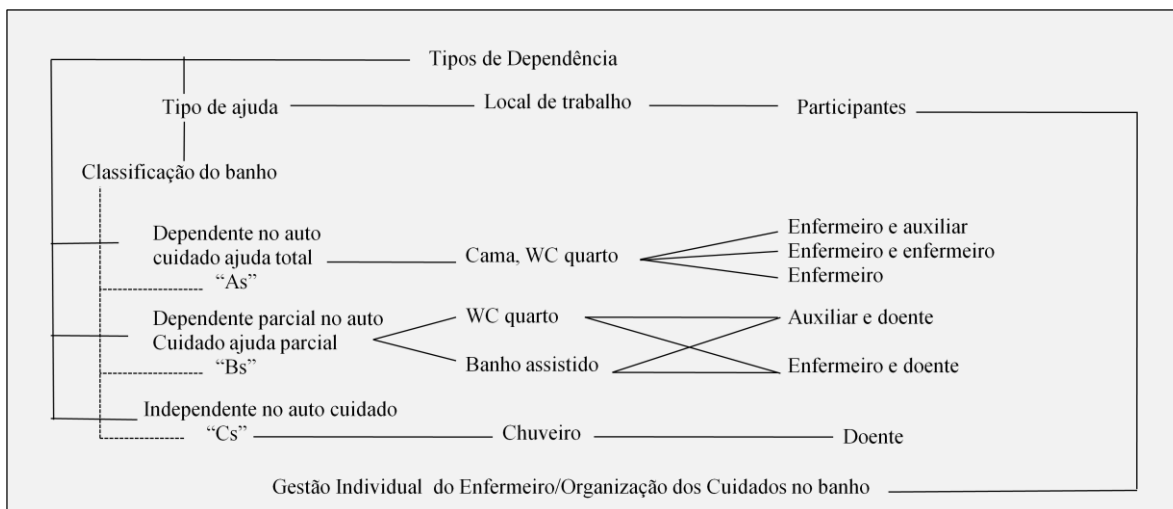 Tipos de Dependência
Tipo de ajuda
Local de trabalho
Participantes
Classificação do banho
Dependente no auto
cuidado ajuda total
“As”
Cama, WC quarto
Enfermeiro e auxiliar
Enfermeiro e enfermeiro
Enfermeiro
Dependente parcial no auto
Cuidado ajuda parcial
“Bs”
WC quarto
Banho assistido
Auxiliar e doente
Enfermeiro e doente
Independente no auto cuidado
“Cs”
Chuveiro
Doente
Gestão Individual do Enfermeiro/Organização dos Cuidados no banho